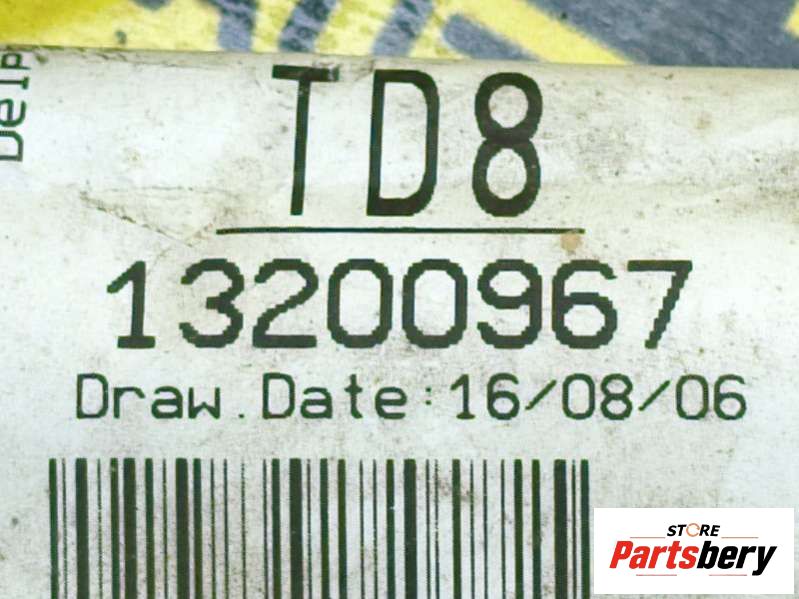 TD8
13200967
Draw.Date:16/08/06
STORE
Partsbery